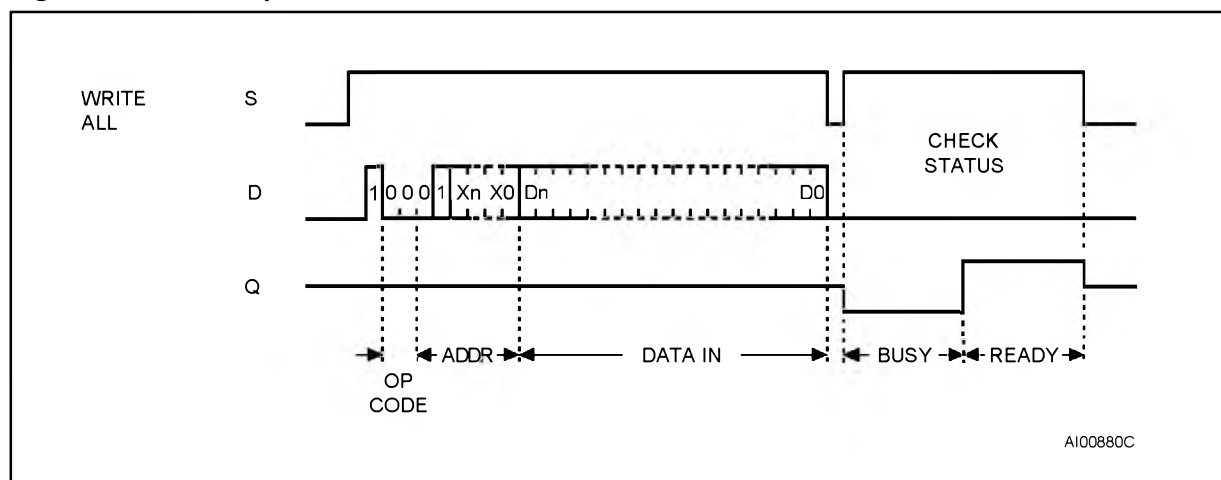 WRITE ALL
S
CHECK STATUS
D
1 0 0 0 1 Xn X0 Dn D0
Q
ADDR DATA IN BUSY READY
OP CODE
AI00880C